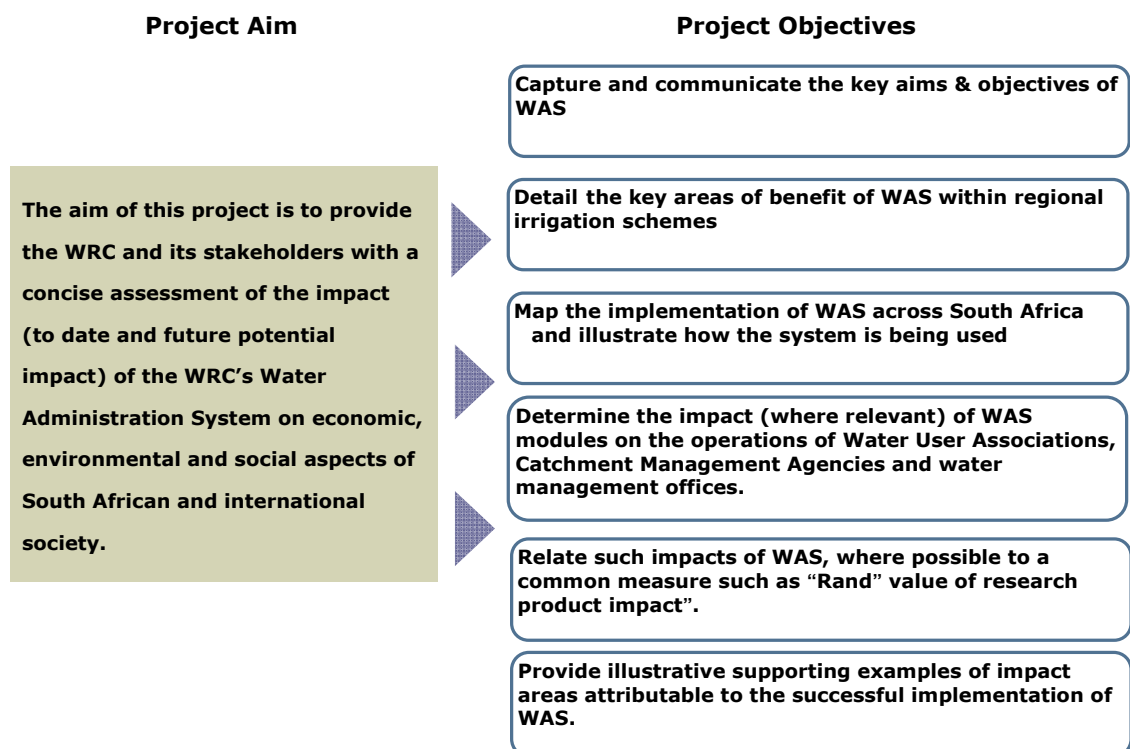 Project Aim
Project Objectives
The aim of this project is to provide
the WRC and its stakeholders with a
concise assessment of the impact
(to date and future potential
impact) of the WRC’s Water
Administration System on economic,
environmental and social aspects of
South African and international
society.
Capture and communicate the key aims & objectives of
WAS
Detail the key areas of benefit of WAS within regional
irrigation schemes
Map the implementation of WAS across South Africa
and illustrate how the system is being used
Determine the impact (where relevant) of WAS
modules on the operations of Water User Associations,
Catchment Management Agencies and water
management offices.
Relate such impacts of WAS, where possible to a
common measure such as “Rand” value of research
product impact”.
Provide illustrative supporting examples of impact
areas attributable to the successful implementation of
WAS.